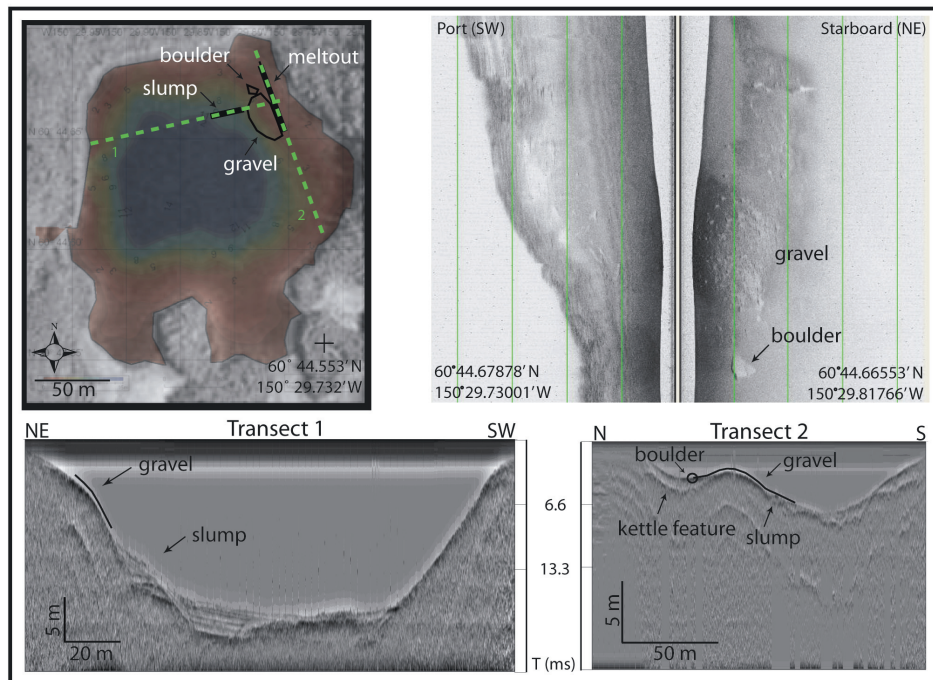 boulder
meltout
slump
gravel
1
2
N
50 m
60° 44.553' N
150° 29.732' W
Port (SW)
Starboard (NE)
gravel
boulder
60°44.67878' N
150°29.73001' W
60°44.66553' N
150°29.81766' W
NE
Transect 1
SW
gravel
slump
5 m
20 m
6.6
13.3
T (ms)
N
Transect 2
S
boulder
gravel
kettle feature
slump
5 m
50 m